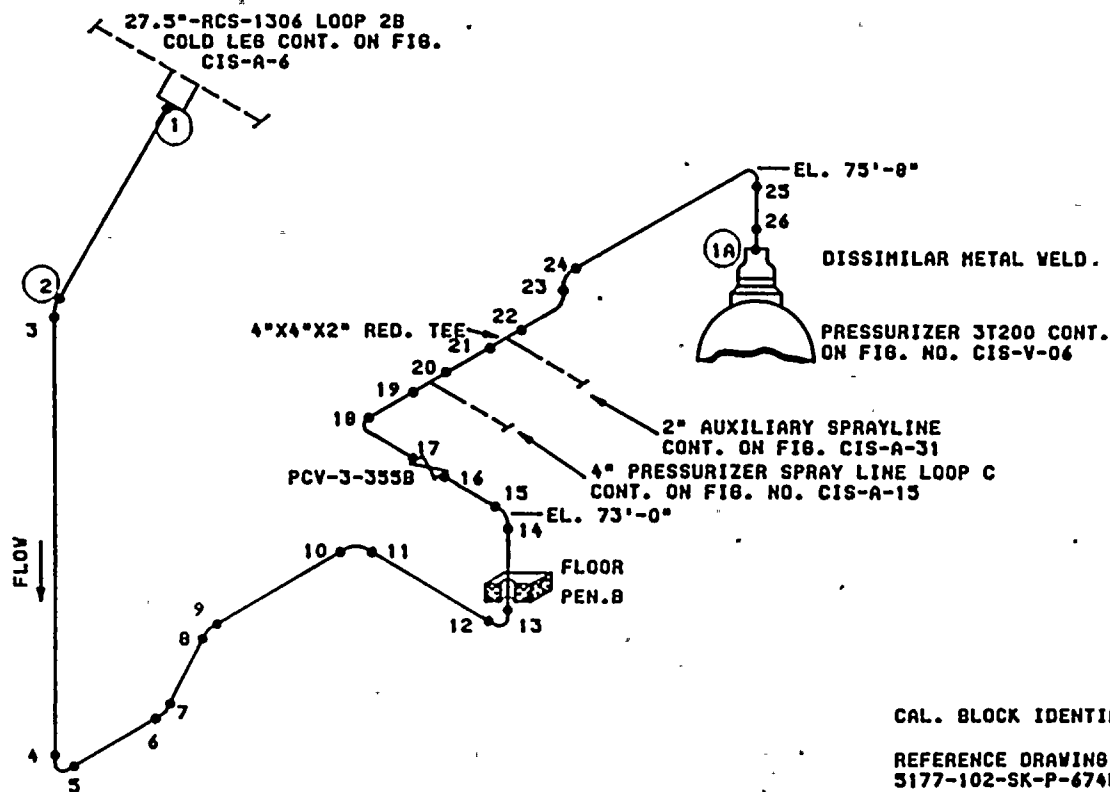 27.5"-RCS-1306 LOOP 2B
COLD LEG CONT. ON FIG.
CIS-A-6
1
2
3
EL. 75'-8"
25
26
1A
DISSIMILAR METAL WELD.
24
23
22
4"X4"X2" RED. TEE
21
PRESSURIZER 3T200 CONT.
ON FIG. NO. CIS-V-06
20
19
18
2" AUXILIARY SPRAYLINE
CONT. ON FIG. CIS-A-31
17
PCV-3-355B
16
4" PRESSURIZER SPRAY LINE LOOP C
CONT. ON FIG. NO. CIS-A-15
15
EL. 73'-0"
14
FLOW
10
11
FLOOR
PEN.B
9
8
12
13
7
6
4
5
CAL. BLOCK IDENTI
REFERENCE DRAWING
5177-102-SK-P-674